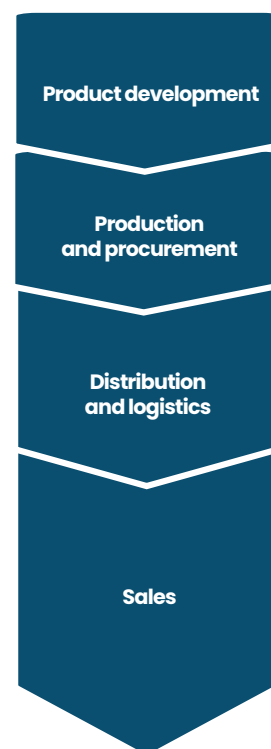 Product development
Production
and procurement
Distribution
and logistics
Sales